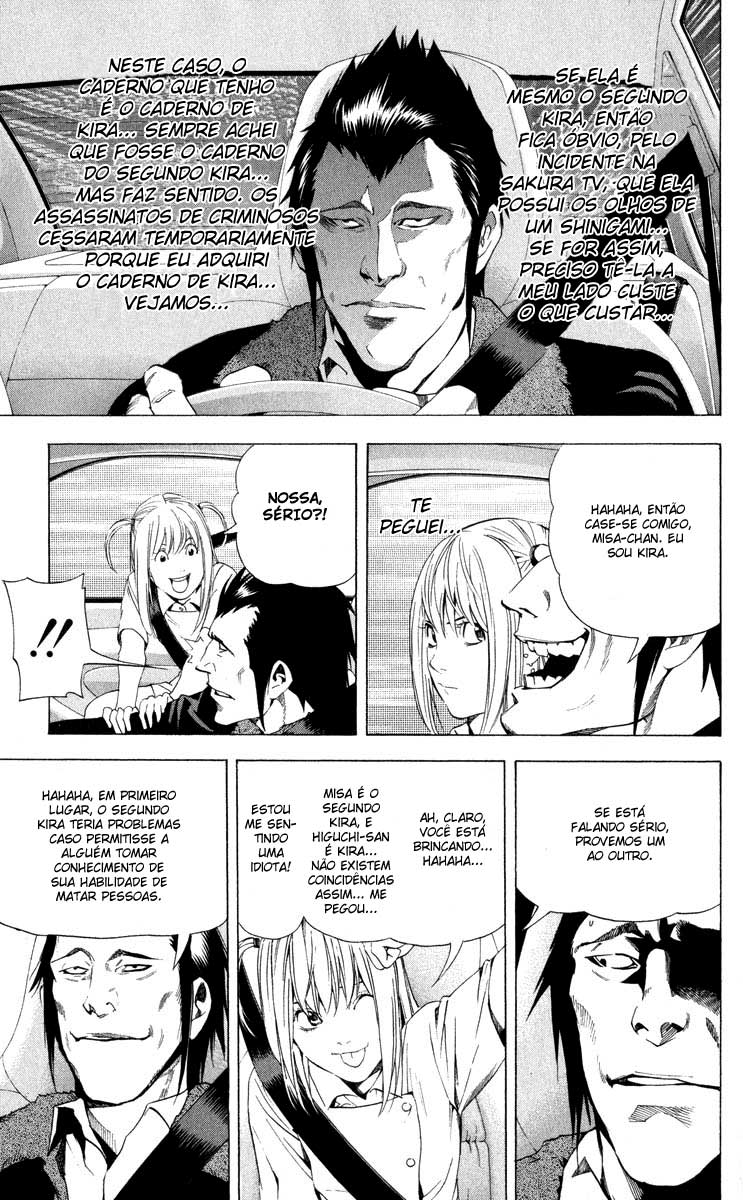 SE ELA É
MESMO O SEGUNDO
KIRA, ENTÃO
FICA ÓBVIO, PELO
INCIDENTE NA
SAKURA TV, QUE ELA
POSSUI OS OLHOS DE
UM SHINIGAMI...
SE FOR ASSIM,
PRECISO TÊ-LA A
MEU LADO CUSTE
O QUE CUSTAR...
NESTE CASO, O
CADERNO QUE TENHO
É O CADERNO DE
KIRA... SEMPRE ACHEI
QUE FOSSE O CADERNO
DO SEGUNDO KIRA...
MAS FAZ SENTIDO. OS
ASSASSINATOS DE CRIMINOSOS
CESSARAM TEMPORARIAMENTE
PORQUE EU ADQUIRI
O CADERNO DE KIRA...
VEJAMOS...
HAHAHA, ENTÃO
CASE-SE COMIGO,
MISA-CHAN. EU
SOU KIRA.
TE
PEGUEI...
NOSSA,
SÉRIO?!
!!
SE ESTÁ
FALANDO SÉRIO,
PROVEMOS UM
AO OUTRO.
AH, CLARO,
VOCÊ ESTÁ
BRINCANDO...
HAHAHA...
MISA É O
SEGUNDO
KIRA, E
HIGUCHI-SAN
É KIRA...
NÃO EXISTEM
COINCIDÊNCIAS
ASSIM... ME
PEGOU...
ESTOU
ME SEN-
TINDO
UMA
IDIOTA!
HAHAHA, EM PRIMEIRO
LUGAR, O SEGUNDO
KIRA TERIA PROBLEMAS
CASO PERMITISSE A
ALGUÉM TOMAR
CONHECIMENTO DE
SUA HABILIDADE DE
MATAR PESSOAS.